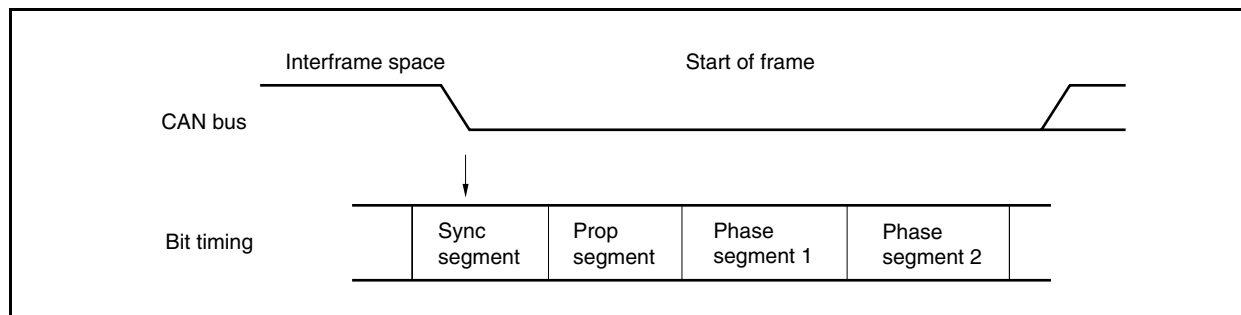 Interframe space
Start of frame
CAN bus
Bit timing
Sync
segment
Prop
segment
Phase
segment 1
Phase
segment 2